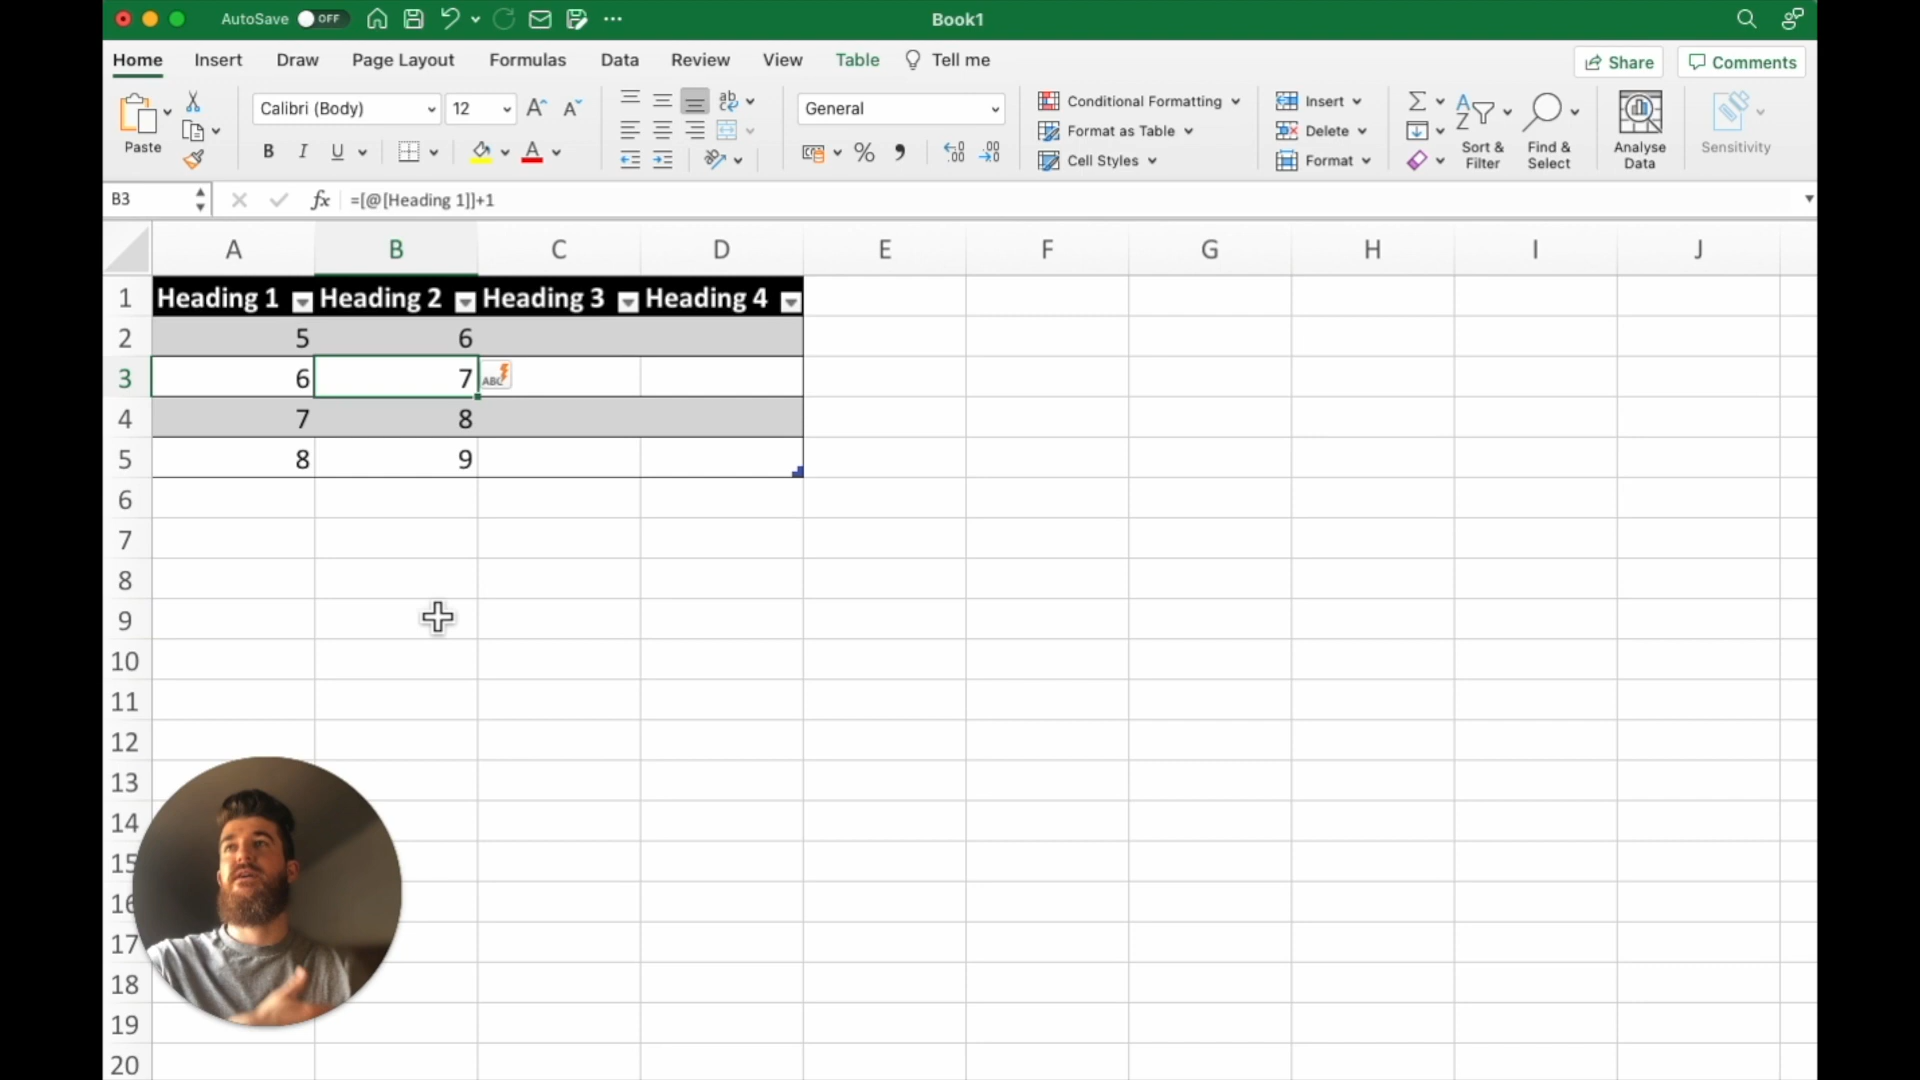 AutoSave OFF Book1
Home Insert Draw Page Layout Formulas Data Review View Table Tell me Share Comments
Paste
Calibri (Body) 12
B I U A
ab
General
% ,
Conditional Formatting
Format as Table
Cell Styles
Insert
Delete
Format
Sort & Filter
Find & Select
Analyse Data
Sensitivity
B3 fx =[@[Heading 1]]+1
A B C D E F G H I J
1 Heading 1 Heading 2 Heading 3 Heading 4
2 5 6
3 6 7 ABC
4 7 8
5 8 9
6
7
8
9
10
11
12
13
14
15
16
17
18
19
20